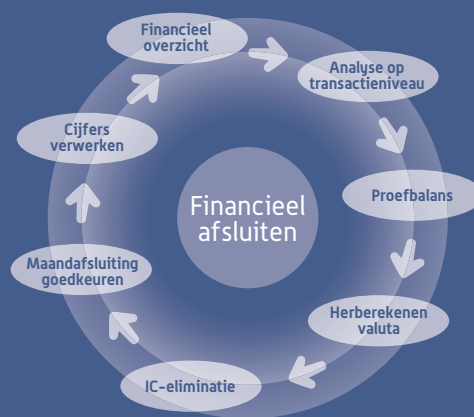 Financieel
overzicht
Analyse op
transactieniveau
Proefbalans
Herberekenen
valuta
IC-eliminatie
Maandafsluiting
goedkeuren
Cijfers
verwerken
Financieel
afsluiten